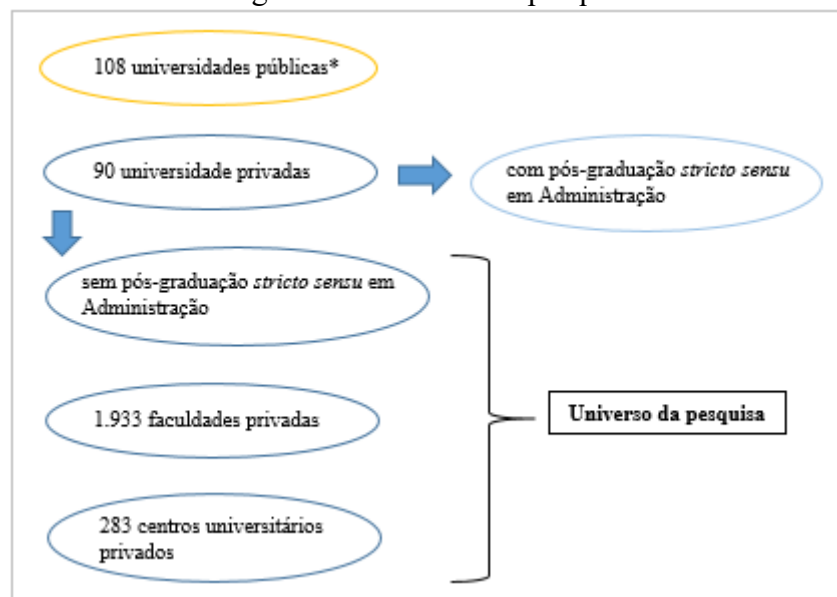 108 universidades públicas*
90 universidade privadas
com pós-graduação stricto sensu
em Administração
sem pós-graduação stricto sensu em
Administração
1.933 faculdades privadas
Universo da pesquisa
283 centros universitários
privados